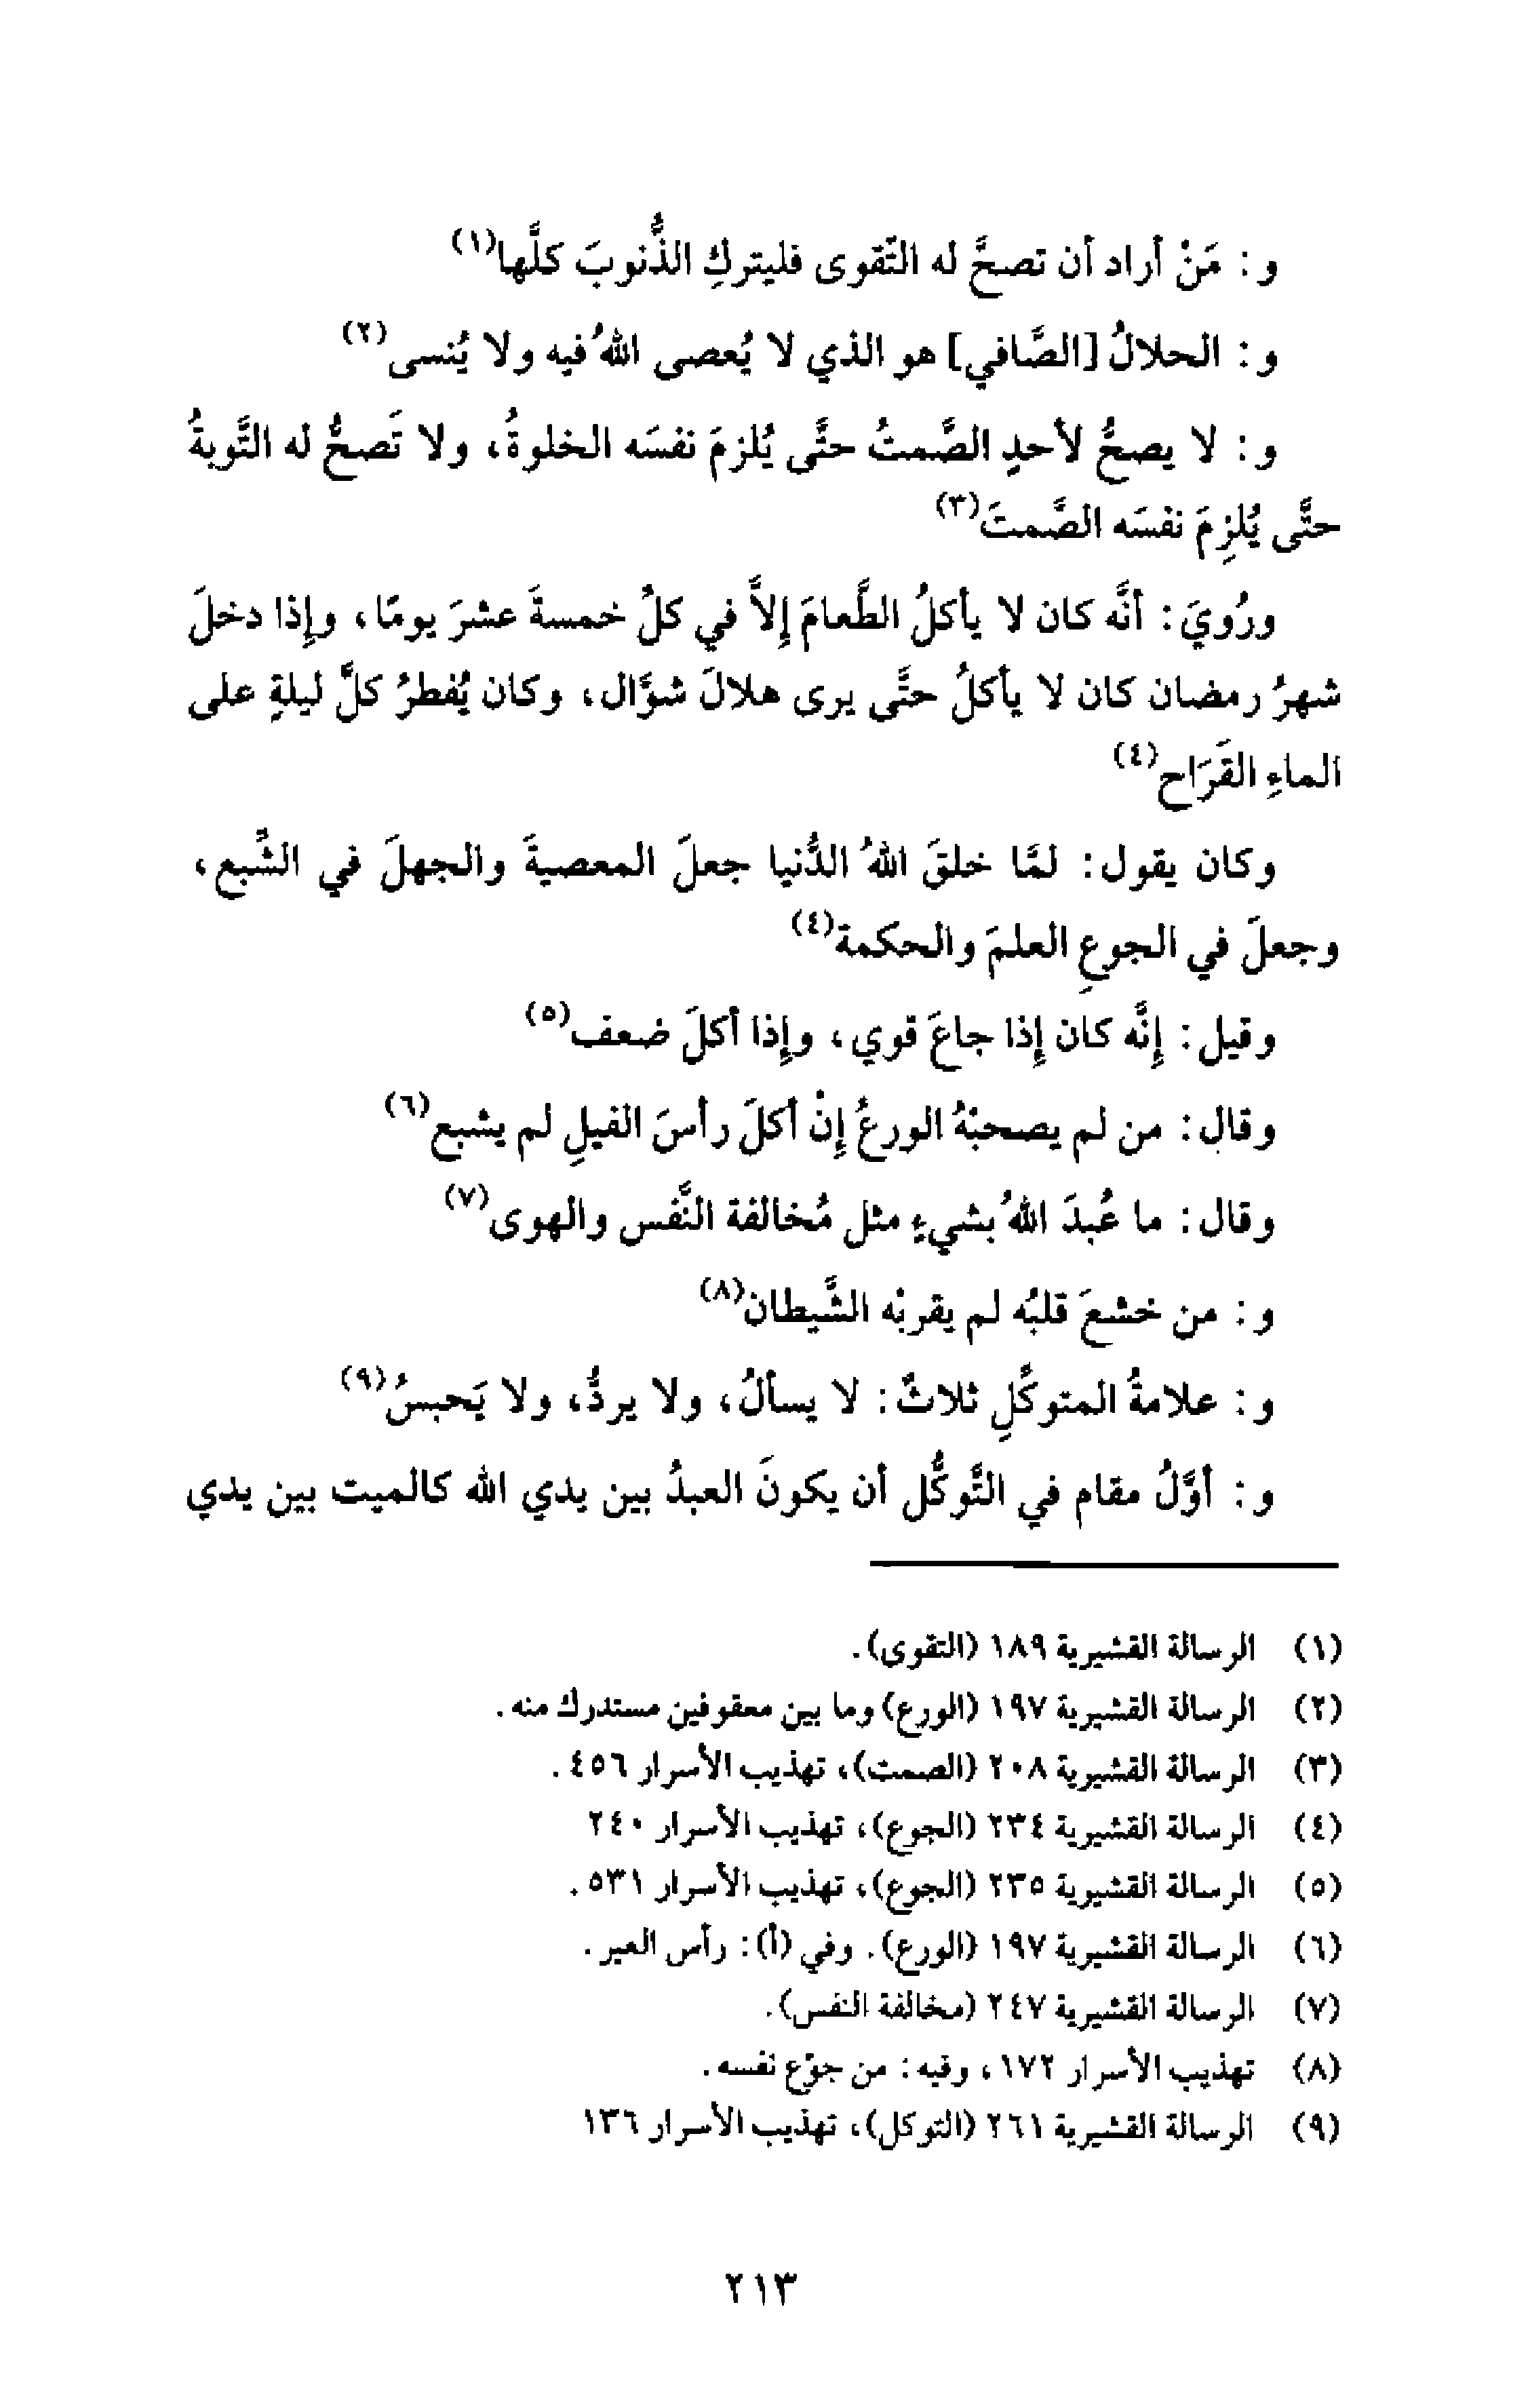 و : مَنْ أراد أن تصحَّ له التَّقوى فليتركِ الذُّنوبَ كلَّها(١)
و : الحلالُ [الصَّافي] هو الذي لا يُعصى اللهُ فيه ولا يُنسى(٢)
و : لا يصحُّ لأحدٍ الصَّمتُ حتَّى يُلزمَ نفسَه الخلوةُ، ولا تَصحُّ له التَّوبةُ
حتَّى يُلزِمَ نفسَه الصَّمتَ(٣)
ورُويَ : أنَّه كان لا يأكلُ الطَّعامَ إلاَّ في كلِّ خمسةَ عشرَ يومًا، وإذا دخلَ
شهرُ رمضان كان لا يأكلُ حتَّى يرى هلالَ شوَّال، وكان يُفطرُ كلَّ ليلةٍ على
الماءِ القَرَاح(٤)
وكان يقول : لمَّا خلقَ اللهُ الدُّنيا جعلَ المعصيةَ والجهلَ في الشِّبع،
وجعلَ في الجوعِ العلمَ والحكمة(٤)
وقيل : إنَّه كان إذا جاعَ قوي، وإذا أكلَ ضعف(٥)
وقال : من لم يصحبْهُ الورعُ إنْ أكلَ رأسَ الفيلِ لم يشبع(٦)
وقال : ما عُبدَ اللهُ بشيءٍ مثل مُخالفة النَّفس والهوى(٧)
و : من خشعَ قلبُه لم يقربْه الشَّيطان(٨)
و : علامةُ المتوكِّلِ ثلاثٌ : لا يسألُ، ولا يردُّ، ولا يَحبسُ(٩)
و : أوَّلُ مقام في التَّوكُّل أن يكونَ العبدُ بين يدي الله كالميت بين يدي
(١) الرسالة القشيرية ١٨٩ (التقوى).
(٢) الرسالة القشيرية ١٩٧ (الورع) وما بين معقوفين مستدرك منه.
(٣) الرسالة القشيرية ٢٠٨ (الصمت)، تهذيب الأسرار ٤٥٦.
(٤) الرسالة القشيرية ٢٣٤ (الجوع)، تهذيب الأسرار ٢٤٠
(٥) الرسالة القشيرية ٢٣٥ (الجوع)، تهذيب الأسرار ٥٣١.
(٦) الرسالة القشيرية ١٩٧ (الورع). وفي (أ) : رأس العير.
(٧) الرسالة القشيرية ٢٤٧ (مخالفة النفس).
(٨) تهذيب الأسرار ١٧٢، وفيه : من جوّع نفسه.
(٩) الرسالة القشيرية ٢٦١ (التوكل)، تهذيب الأسرار ١٣٦
٢١٣